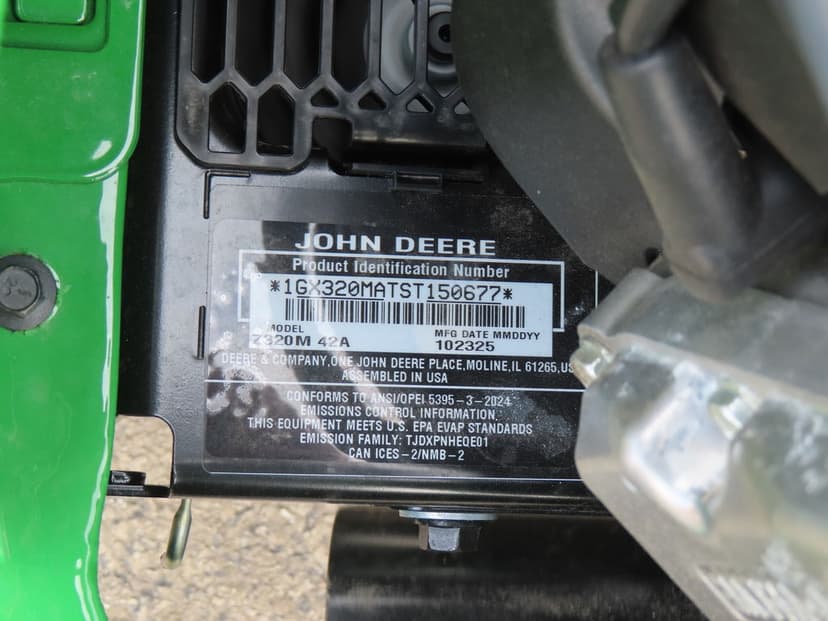 JOHN DEERE
Product Identification Number
*1GX320MATST150677*
MODEL MFG DATE MMDDYY
Z320M 42A 102325
DEERE & COMPANY,ONE JOHN DEERE PLACE,MOLINE,IL 61265,US
ASSEMBLED IN USA
CONFORMS TO ANSI/OPEI 5395-3-2024
EMISSIONS CONTROL INFORMATION.
THIS EQUIPMENT MEETS U.S. EPA EVAP STANDARDS
EMISSION FAMILY: TJDXPNHEQE01
CAN ICES-2/NMB-2